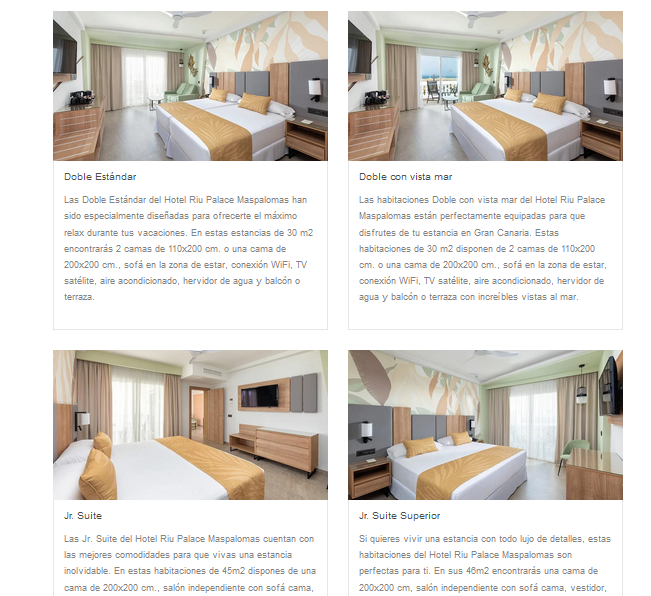 Doble Estándar
Las Doble Estándar del Hotel Riu Palace Maspalomas han
sido especialmente diseñadas para ofrecerte el máximo
relax durante tus vacaciones. En estas estancias de 30 m2
encontrarás 2 camas de 110x200 cm. o una cama de
200x200 cm., sofá en la zona de estar, conexión WiFi, TV
satélite, aire acondicionado, hervidor de agua y balcón o
terraza.
Doble con vista mar
Las habitaciones Doble con vista mar del Hotel Riu Palace
Maspalomas están perfectamente equipadas para que
disfrutes de tu estancia en Gran Canaria. Estas
habitaciones de 30 m2 disponen de 2 camas de 110x200
cm. o una cama de 200x200 cm., sofá en la zona de estar,
conexión WiFi, TV satélite, aire acondicionado, hervidor de
agua y balcón o terraza con increíbles vistas al mar.
Jr. Suite
Las Jr. Suite del Hotel Riu Palace Maspalomas cuentan con
las mejores comodidades para que vivas una estancia
inolvidable. En estas habitaciones de 45m2 dispones de una
cama de 200x200 cm., salón independiente con sofá cama,
Jr. Suite Superior
Si quieres vivir una estancia con todo lujo de detalles, estas
habitaciones del Hotel Riu Palace Maspalomas son
perfectas para ti. En sus 46m2 encontrarás una cama de
200x200 cm, salón independiente con sofá cama, vestidor,